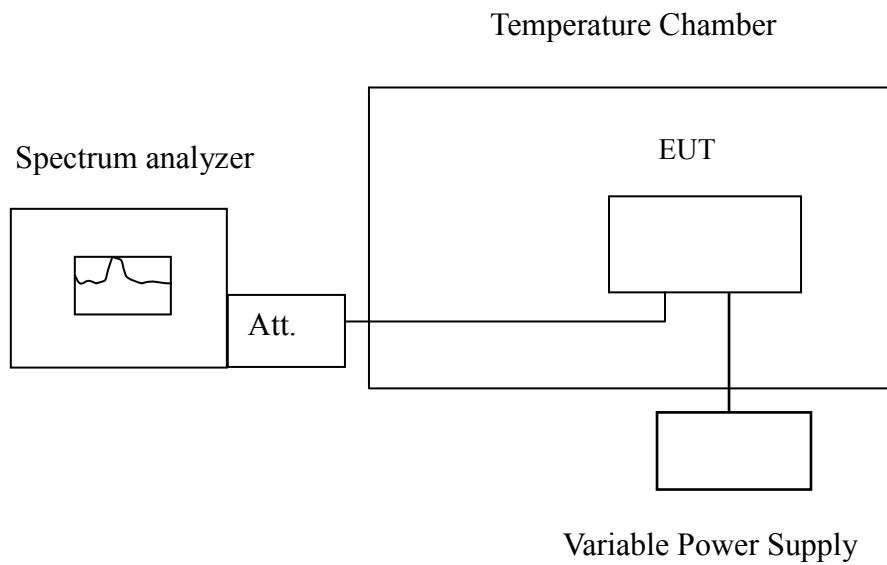 Temperature Chamber
Spectrum analyzer
EUT
Att.
Variable Power Supply